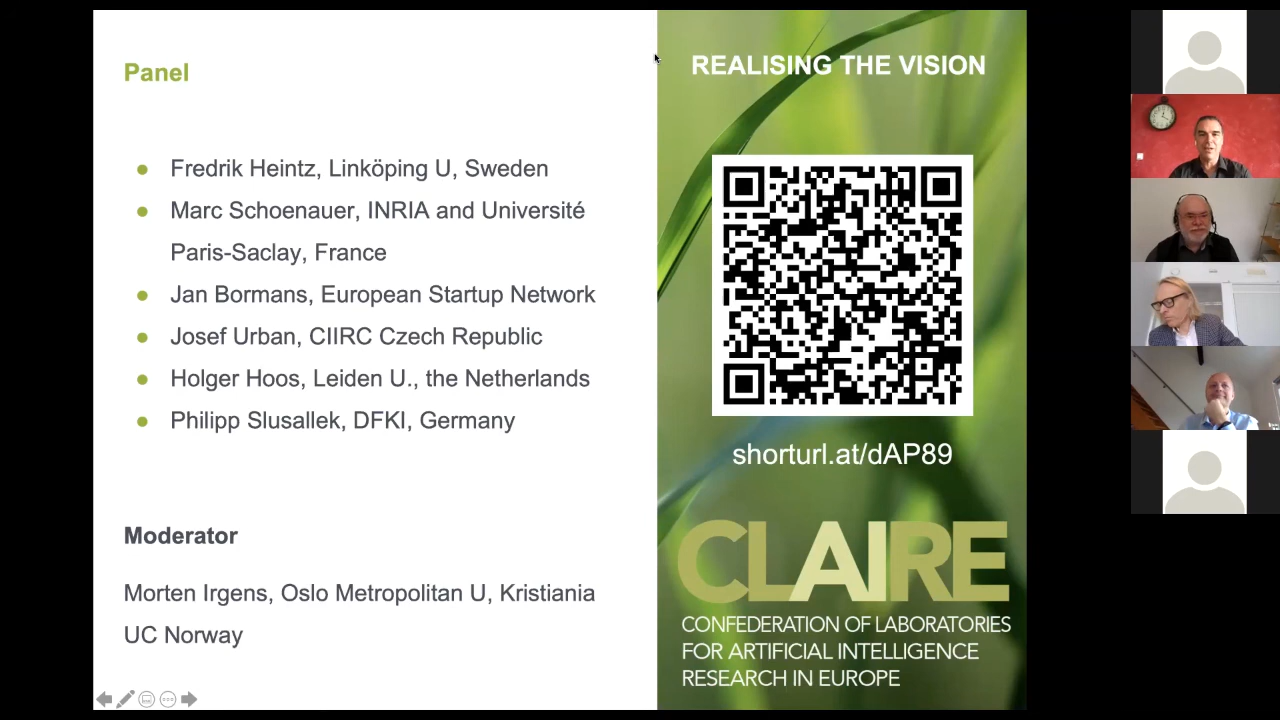 Panel
Fredrik Heintz, Linköping U, Sweden
Marc Schoenauer, INRIA and Université
Paris-Saclay, France
Jan Bormans, European Startup Network
Josef Urban, CIIRC Czech Republic
Holger Hoos, Leiden U., the Netherlands
Philipp Slusallek, DFKI, Germany
Moderator
Morten Irgens, Oslo Metropolitan U, Kristiania
UC Norway
REALISING THE VISION
shorturl.at/dAP89
CLAIRE
CONFEDERATION OF LABORATORIES
FOR ARTIFICIAL INTELLIGENCE
RESEARCH IN EUROPE